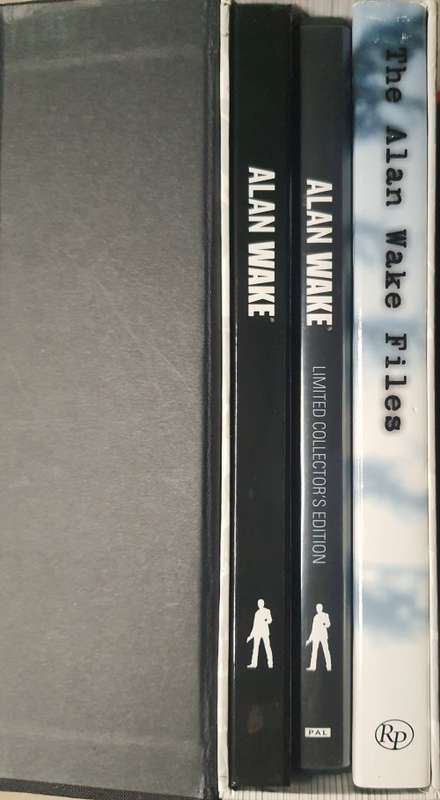 ALAN WAKE®
ALAN WAKE®
LIMITED COLLECTOR'S EDITION
PAL
The Alan Wake Files
RP